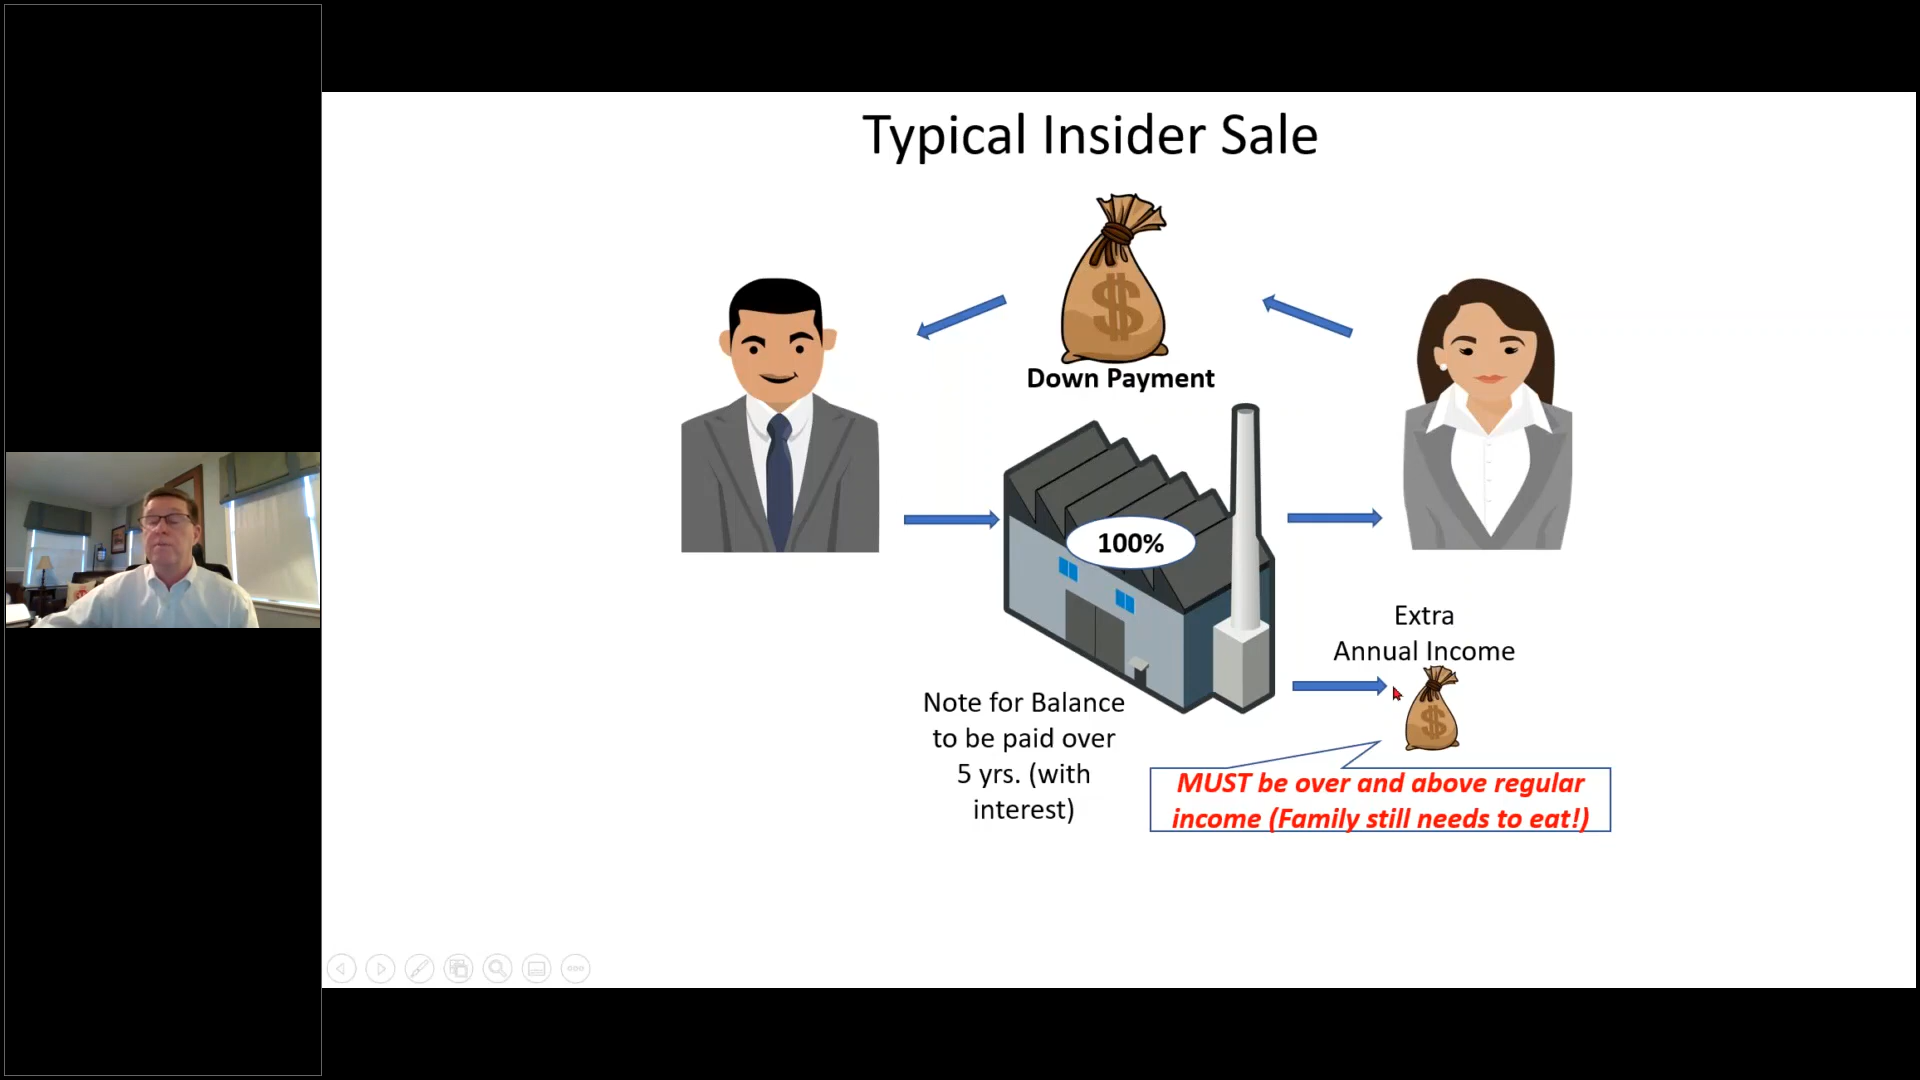 Typical Insider Sale
$
Down Payment
100%
Extra
Annual Income
$
Note for Balance
to be paid over
5 yrs. (with
interest)
MUST be over and above regular
income (Family still needs to eat!)